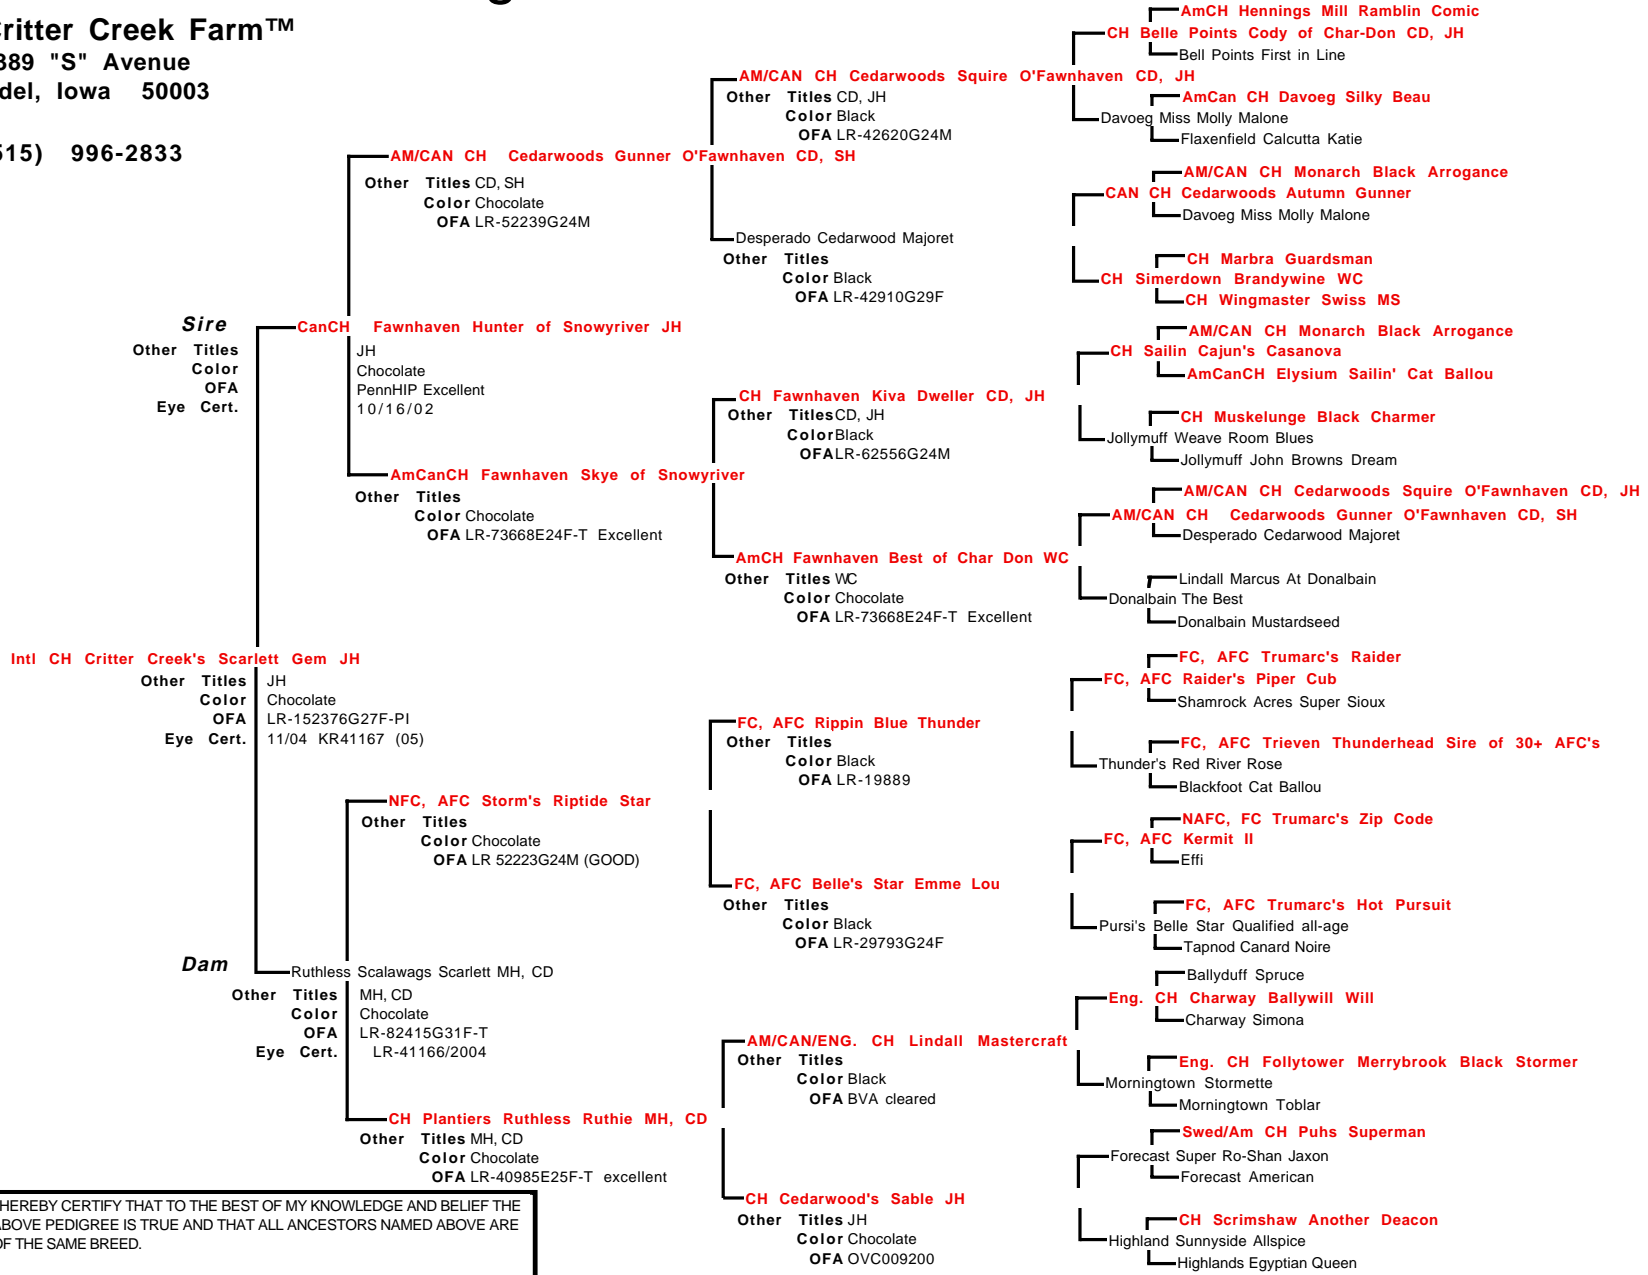 Critter Creek Farm™
889 "S" Avenue
del, Iowa 50003
515) 996-2833
AmCH Hennings Mill Ramblin Comic
CH Belle Points Cody of Char-Don CD, JH
Bell Points First in Line
AM/CAN CH Cedarwoods Squire O'Fawnhaven CD, JH
Other Titles CD, JH
Color Black
OFA LR-42620G24M
AmCan CH Davoeg Silky Beau
Davoeg Miss Molly Malone
Flaxenfield Calcutta Katie
AM/CAN CH Cedarwoods Gunner O'Fawnhaven CD, SH
Other Titles CD, SH
Color Chocolate
OFA LR-52239G24M
AM/CAN CH Monarch Black Arrogance
CAN CH Cedarwoods Autumn Gunner
Davoeg Miss Molly Malone
Desperado Cedarwood Majoret
Other Titles
Color Black
OFA LR-42910G29F
CH Marbra Guardsman
CH Simerdown Brandywine WC
CH Wingmaster Swiss MS
Sire
CanCH Fawnhaven Hunter of Snowyriver JH
Other Titles JH
Color Chocolate
OFA PennHIP Excellent
Eye Cert. 10/16/02
AM/CAN CH Monarch Black Arrogance
CH Sailin Cajun's Casanova
AmCanCH Elysium Sailin' Cat Ballou
CH Fawnhaven Kiva Dweller CD, JH
Other Titles CD, JH
Color Black
OFA LR-62556G24M
CH Muskelunge Black Charmer
Jollymuff Weave Room Blues
Jollymuff John Browns Dream
AmCanCH Fawnhaven Skye of Snowyriver
Other Titles
Color Chocolate
OFA LR-73668E24F-T Excellent
AM/CAN CH Cedarwoods Squire O'Fawnhaven CD, JH
AM/CAN CH Cedarwoods Gunner O'Fawnhaven CD, SH
Desperado Cedarwood Majoret
AmCH Fawnhaven Best of Char Don WC
Other Titles WC
Color Chocolate
OFA LR-73668E24F-T Excellent
Lindall Marcus At Donalbain
Donalbain The Best
Donalbain Mustardseed
Intl CH Critter Creek's Scarlett Gem JH
Other Titles JH
Color Chocolate
OFA LR-152376G27F-PI
Eye Cert. 11/04 KR41167 (05)
FC, AFC Trumarc's Raider
FC, AFC Raider's Piper Cub
Shamrock Acres Super Sioux
FC, AFC Rippin Blue Thunder
Other Titles
Color Black
OFA LR-19889
FC, AFC Trieven Thunderhead Sire of 30+ AFC's
Thunder's Red River Rose
Blackfoot Cat Ballou
NFC, AFC Storm's Riptide Star
Other Titles
Color Chocolate
OFA LR 52223G24M (GOOD)
NAFC, FC Trumarc's Zip Code
FC, AFC Kermit II
Effi
FC, AFC Belle's Star Emme Lou
Other Titles
Color Black
OFA LR-29793G24F
FC, AFC Trumarc's Hot Pursuit
Pursi's Belle Star Qualified all-age
Tapnod Canard Noire
Dam
Ruthless Scalawags Scarlett MH, CD
Other Titles MH, CD
Color Chocolate
OFA LR-82415G31F-T
Eye Cert. LR-41166/2004
Ballyduff Spruce
Eng. CH Charway Ballywill Will
Charway Simona
AM/CAN/ENG. CH Lindall Mastercraft
Other Titles
Color Black
OFA BVA cleared
Eng. CH Follytower Merrybrook Black Stormer
Morningtown Stormette
Morningtown Toblar
CH Plantiers Ruthless Ruthie MH, CD
Other Titles MH, CD
Color Chocolate
OFA LR-40985E25F-T excellent
Swed/Am CH Puhs Superman
Forecast Super Ro-Shan Jaxon
Forecast American
CH Cedarwood's Sable JH
Other Titles JH
Color Chocolate
OFA OVC009200
CH Scrimshaw Another Deacon
Highland Sunnyside Allspice
Highlands Egyptian Queen
HEREBY CERTIFY THAT TO THE BEST OF MY KNOWLEDGE AND BELIEF THE
ABOVE PEDIGREE IS TRUE AND THAT ALL ANCESTORS NAMED ABOVE ARE
OF THE SAME BREED.